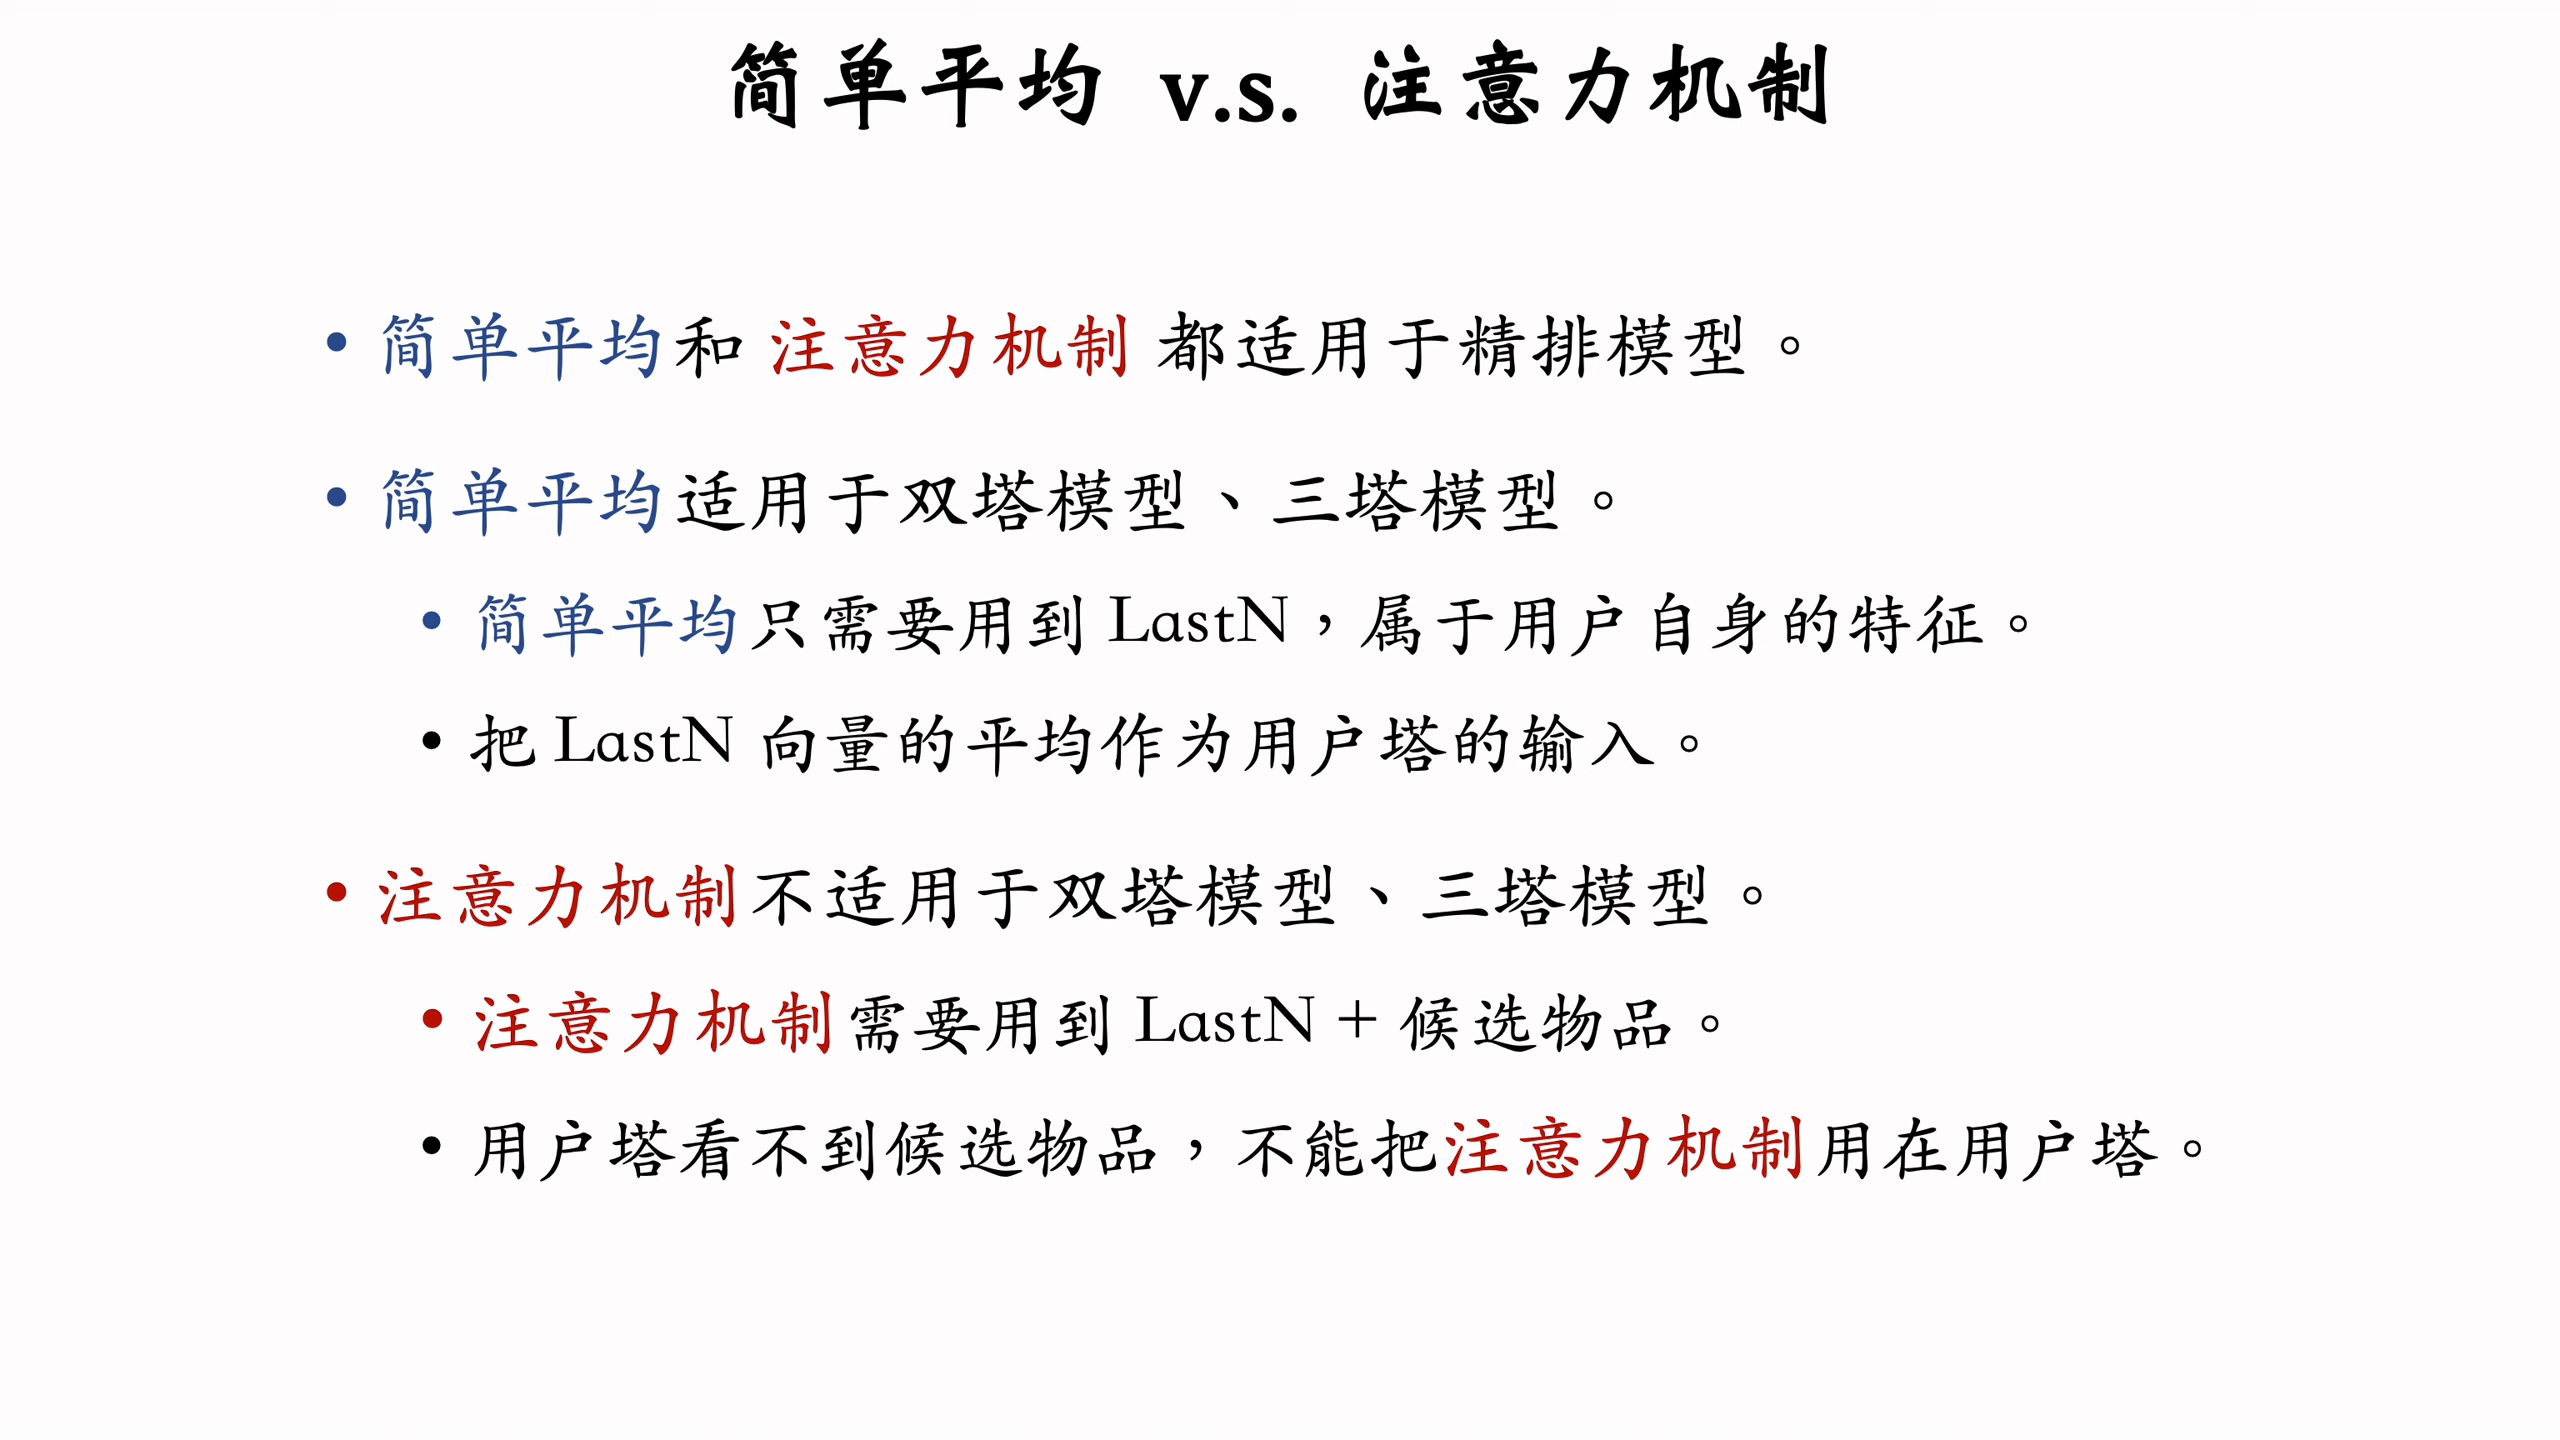 简单平均 v.s. 注意力机制
• 简单平均和 注意力机制 都适用于精排模型。
• 简单平均适用于双塔模型、三塔模型。
• 简单平均只需要用到 LastN，属于用户自身的特征。
• 把 LastN 向量的平均作为用户塔的输入。
• 注意力机制不适用于双塔模型、三塔模型。
• 注意力机制需要用到 LastN + 候选物品。
• 用户塔看不到候选物品，不能把注意力机制用在用户塔。